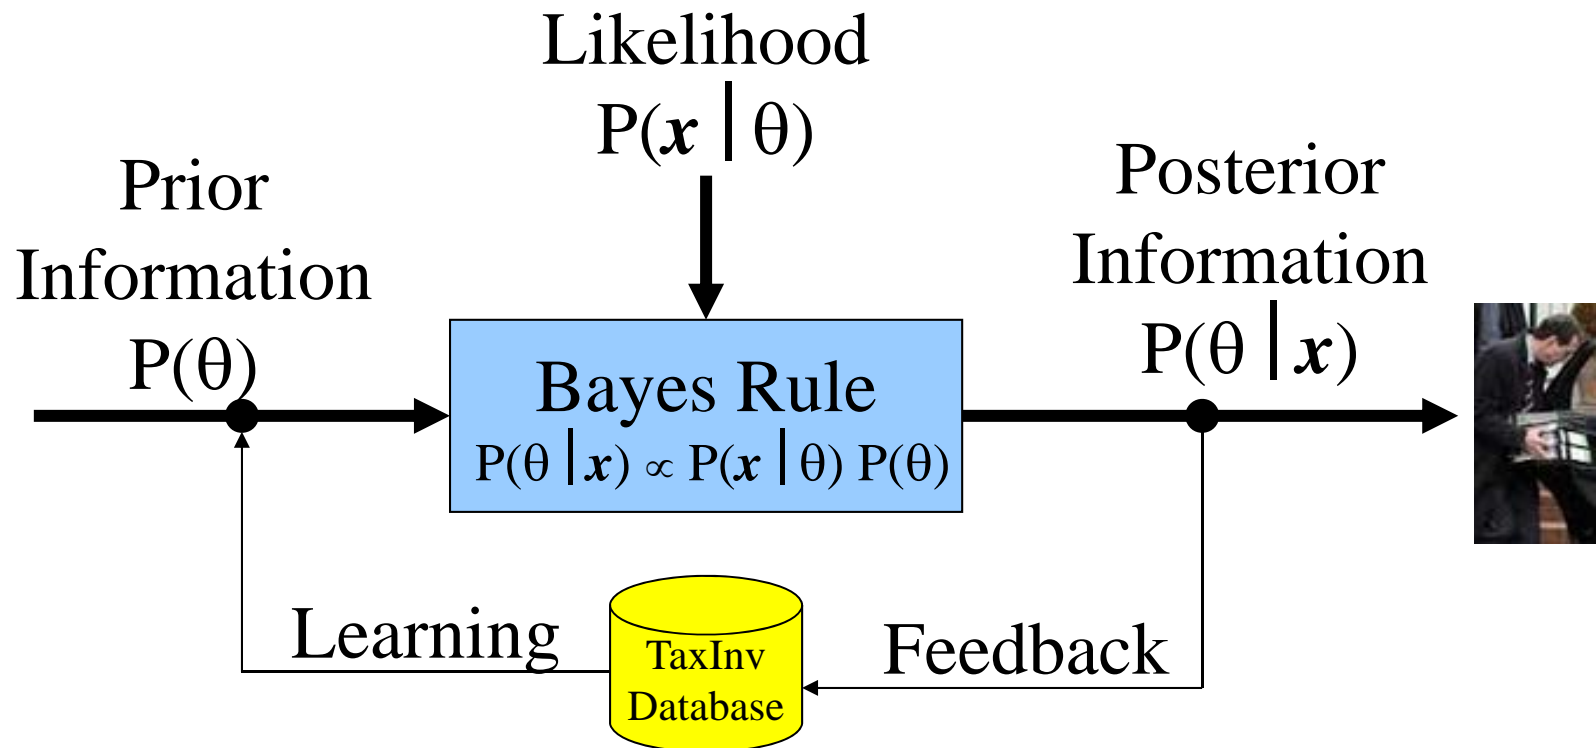 Likelihood
P(x | θ)
Prior
Information
P(θ)
Posterior
Information
P(θ | x)
Bayes Rule
P(θ | x) ∝ P(x | θ) P(θ)
Learning
TaxInv
Database
Feedback